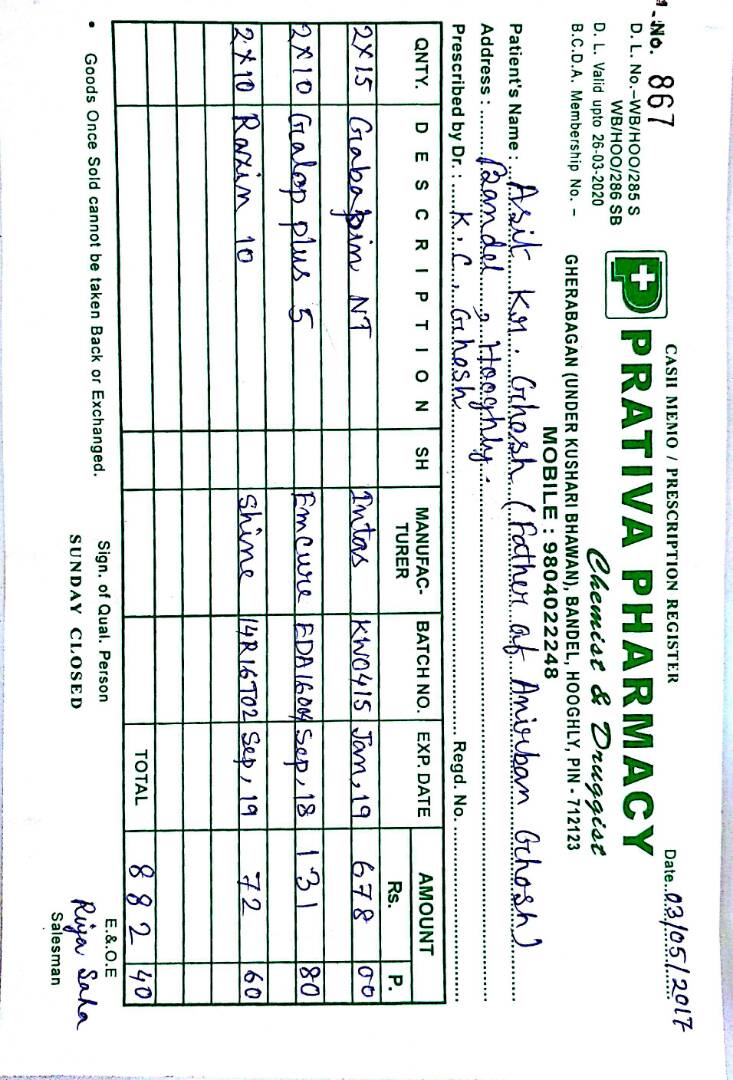 CASH MEMO / PRESCRIPTION REGISTER
No. 867
Date..03/05/2017
D. L. No.–WB/HOO/285 S
WB/HOO/286 SB
D. L. Valid upto 26-03-2020
B.C.D.A. Membership No. –
PRATIVA PHARMACY
Chemist & Druggist
GHERABAGAN (UNDER KUSHARI BHAWAN), BANDEL, HOOGHLY, PIN - 712123
MOBILE : 9804022248
Patient's Name : Asit Kr. Ghosh (Father of Anirban Ghosh)
Address : Bandel, Hooghly.
Prescribed by Dr. : K. C. Ghosh Regd. No.
QNTY. DESCRIPTION SH MANUFAC-TURER BATCH NO. EXP. DATE AMOUNT Rs. P.
2x15 Gabapin NT Intas KW0415 Jan, 19 678 00
2x10 Galop plus 5 Emcure EDA16004 Sep, 18 131 80
2x10 Razin 10 Shine 14R16T02 Sep, 19 72 60
TOTAL 882 40
• Goods Once Sold cannot be taken Back or Exchanged.
Sign. of Qual. Person
SUNDAY CLOSED
E.&.O.E
Riya Saha
Salesman